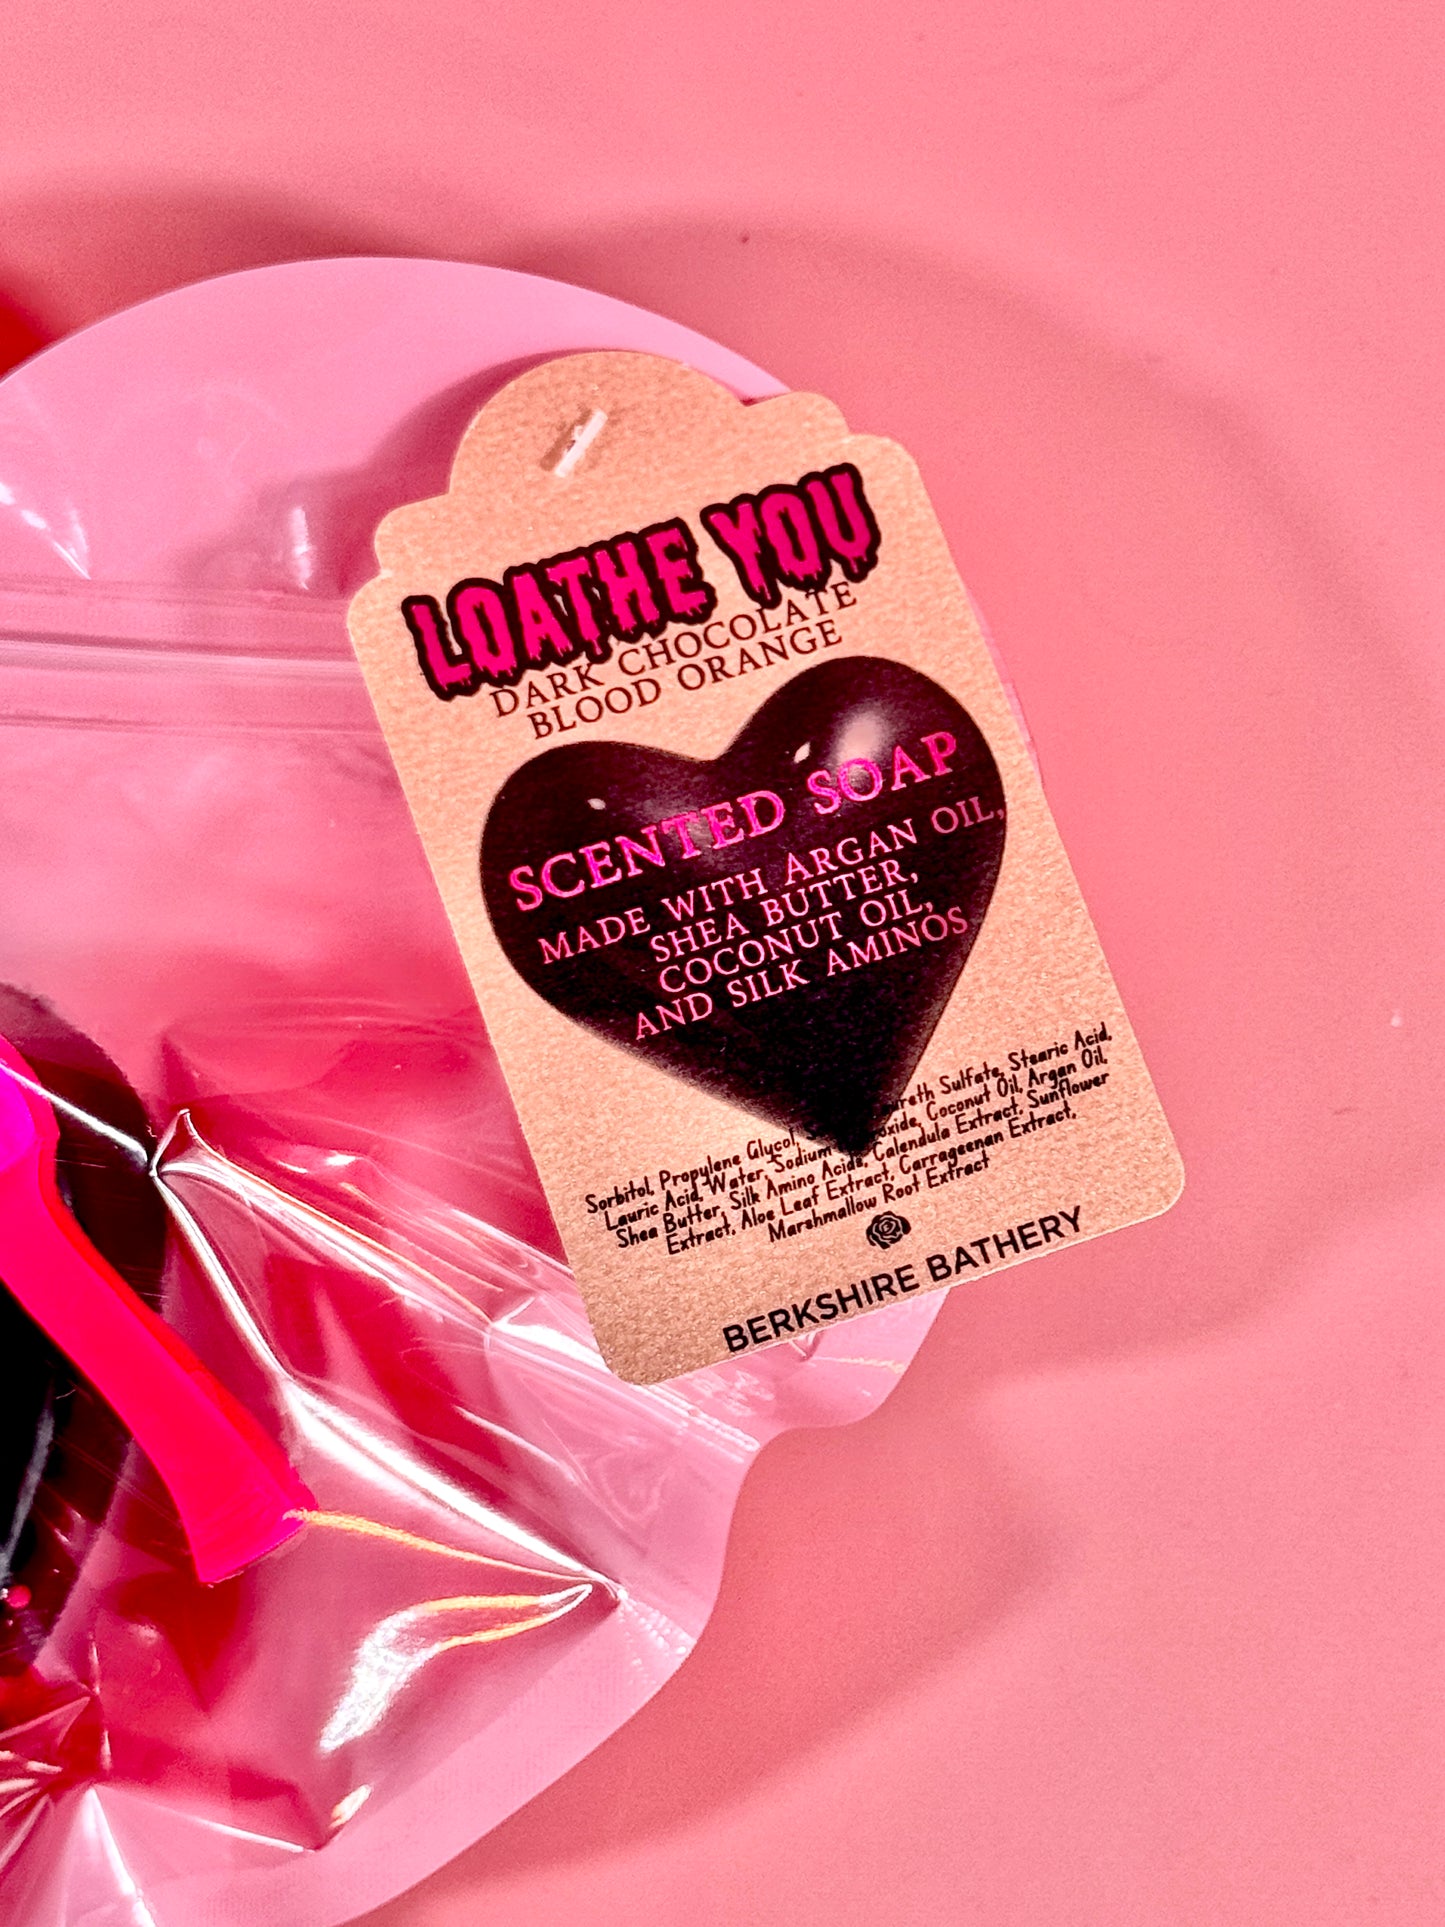 LOATHE YOU
DARK CHOCOLATE
BLOOD ORANGE
SCENTED SOAP
MADE WITH ARGAN OIL,
SHEA BUTTER,
COCONUT OIL,
AND SILK AMINOS
Sorbitol, Propylene Glycol, Sulfate, Stearic Acid,
Lauric Acid, Water, Sodium Coconut Oil, Argan Oil,
Shea Butter, Silk Amino Acids, Calendula Extract, Sunflower
Extract, Aloe Leaf Extract, Carrageenan Extract,
Marshmallow Root Extract
BERKSHIRE BATHERY